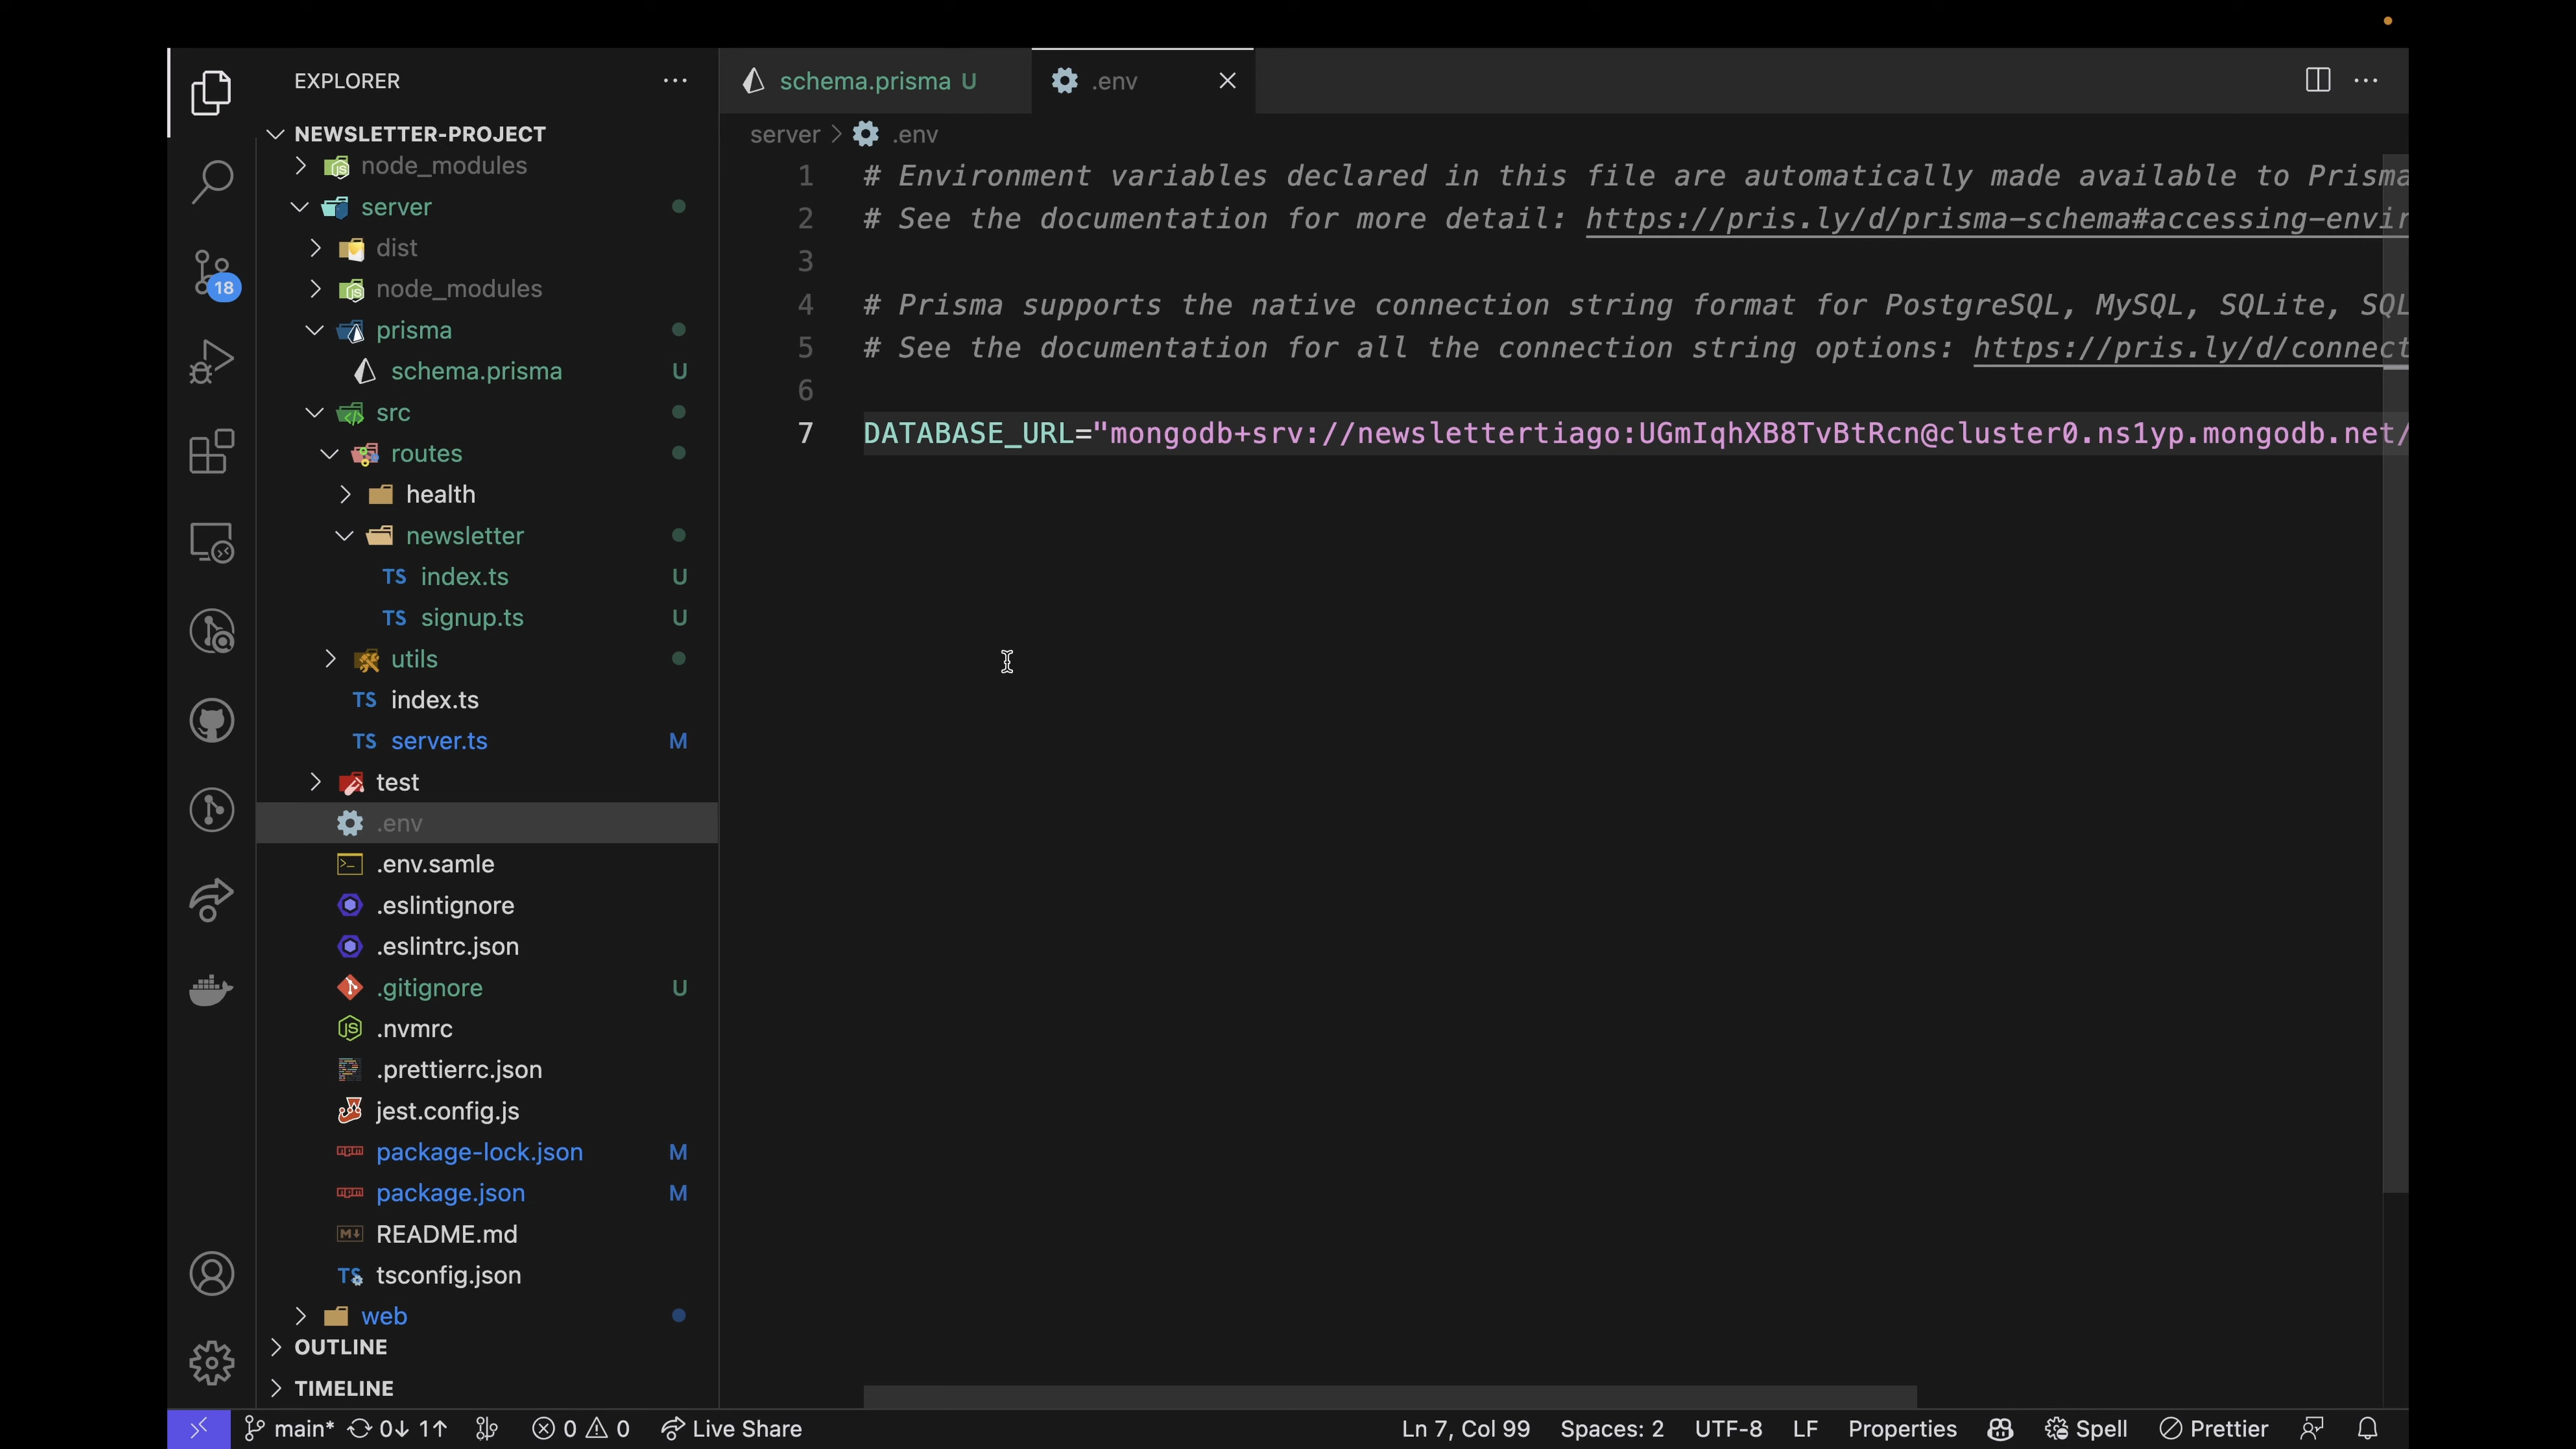 EXPLORER
NEWSLETTER-PROJECT
node_modules
server
dist
node_modules
prisma
schema.prisma U
src
routes
health
newsletter
TS index.ts U
TS signup.ts U
utils
TS index.ts
TS server.ts M
test
.env
.env.samle
.eslintignore
.eslintrc.json
.gitignore U
.nvmrc
.prettierrc.json
jest.config.js
package-lock.json M
package.json M
README.md
TS tsconfig.json
web
OUTLINE
TIMELINE
18
schema.prisma U
.env
server > .env
1 # Environment variables declared in this file are automatically made available to Prisma
2 # See the documentation for more detail: https://pris.ly/d/prisma-schema#accessing-envir
3
4 # Prisma supports the native connection string format for PostgreSQL, MySQL, SQLite, SQL
5 # See the documentation for all the connection string options: https://pris.ly/d/connect
6
7 DATABASE_URL="mongodb+srv://newslettertiago:UGmIqhXB8TvBtRcn@cluster0.ns1yp.mongodb.net/
main* 0↓ 1↑ 0 0 Live Share Ln 7, Col 99 Spaces: 2 UTF-8 LF Properties Spell Prettier